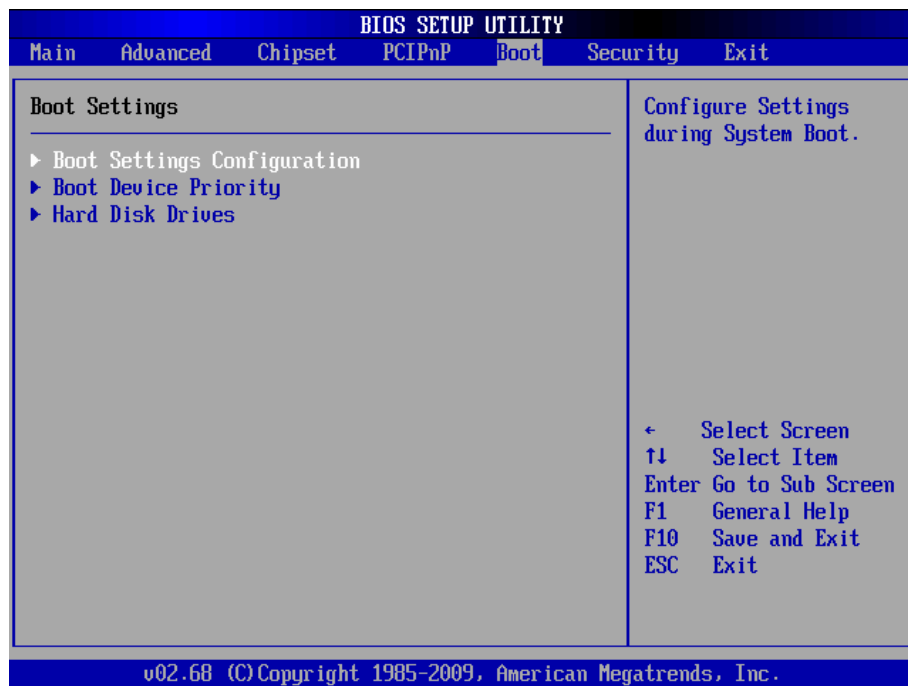 BIOS SETUP UTILITY
Main Advanced Chipset PCIPnP Boot Security Exit
Boot Settings
▶ Boot Settings Configuration
▶ Boot Device Priority
▶ Hard Disk Drives
Configure Settings
during System Boot.
← Select Screen
↑↓ Select Item
Enter Go to Sub Screen
F1 General Help
F10 Save and Exit
ESC Exit
v02.68 (C)Copyright 1985-2009, American Megatrends, Inc.